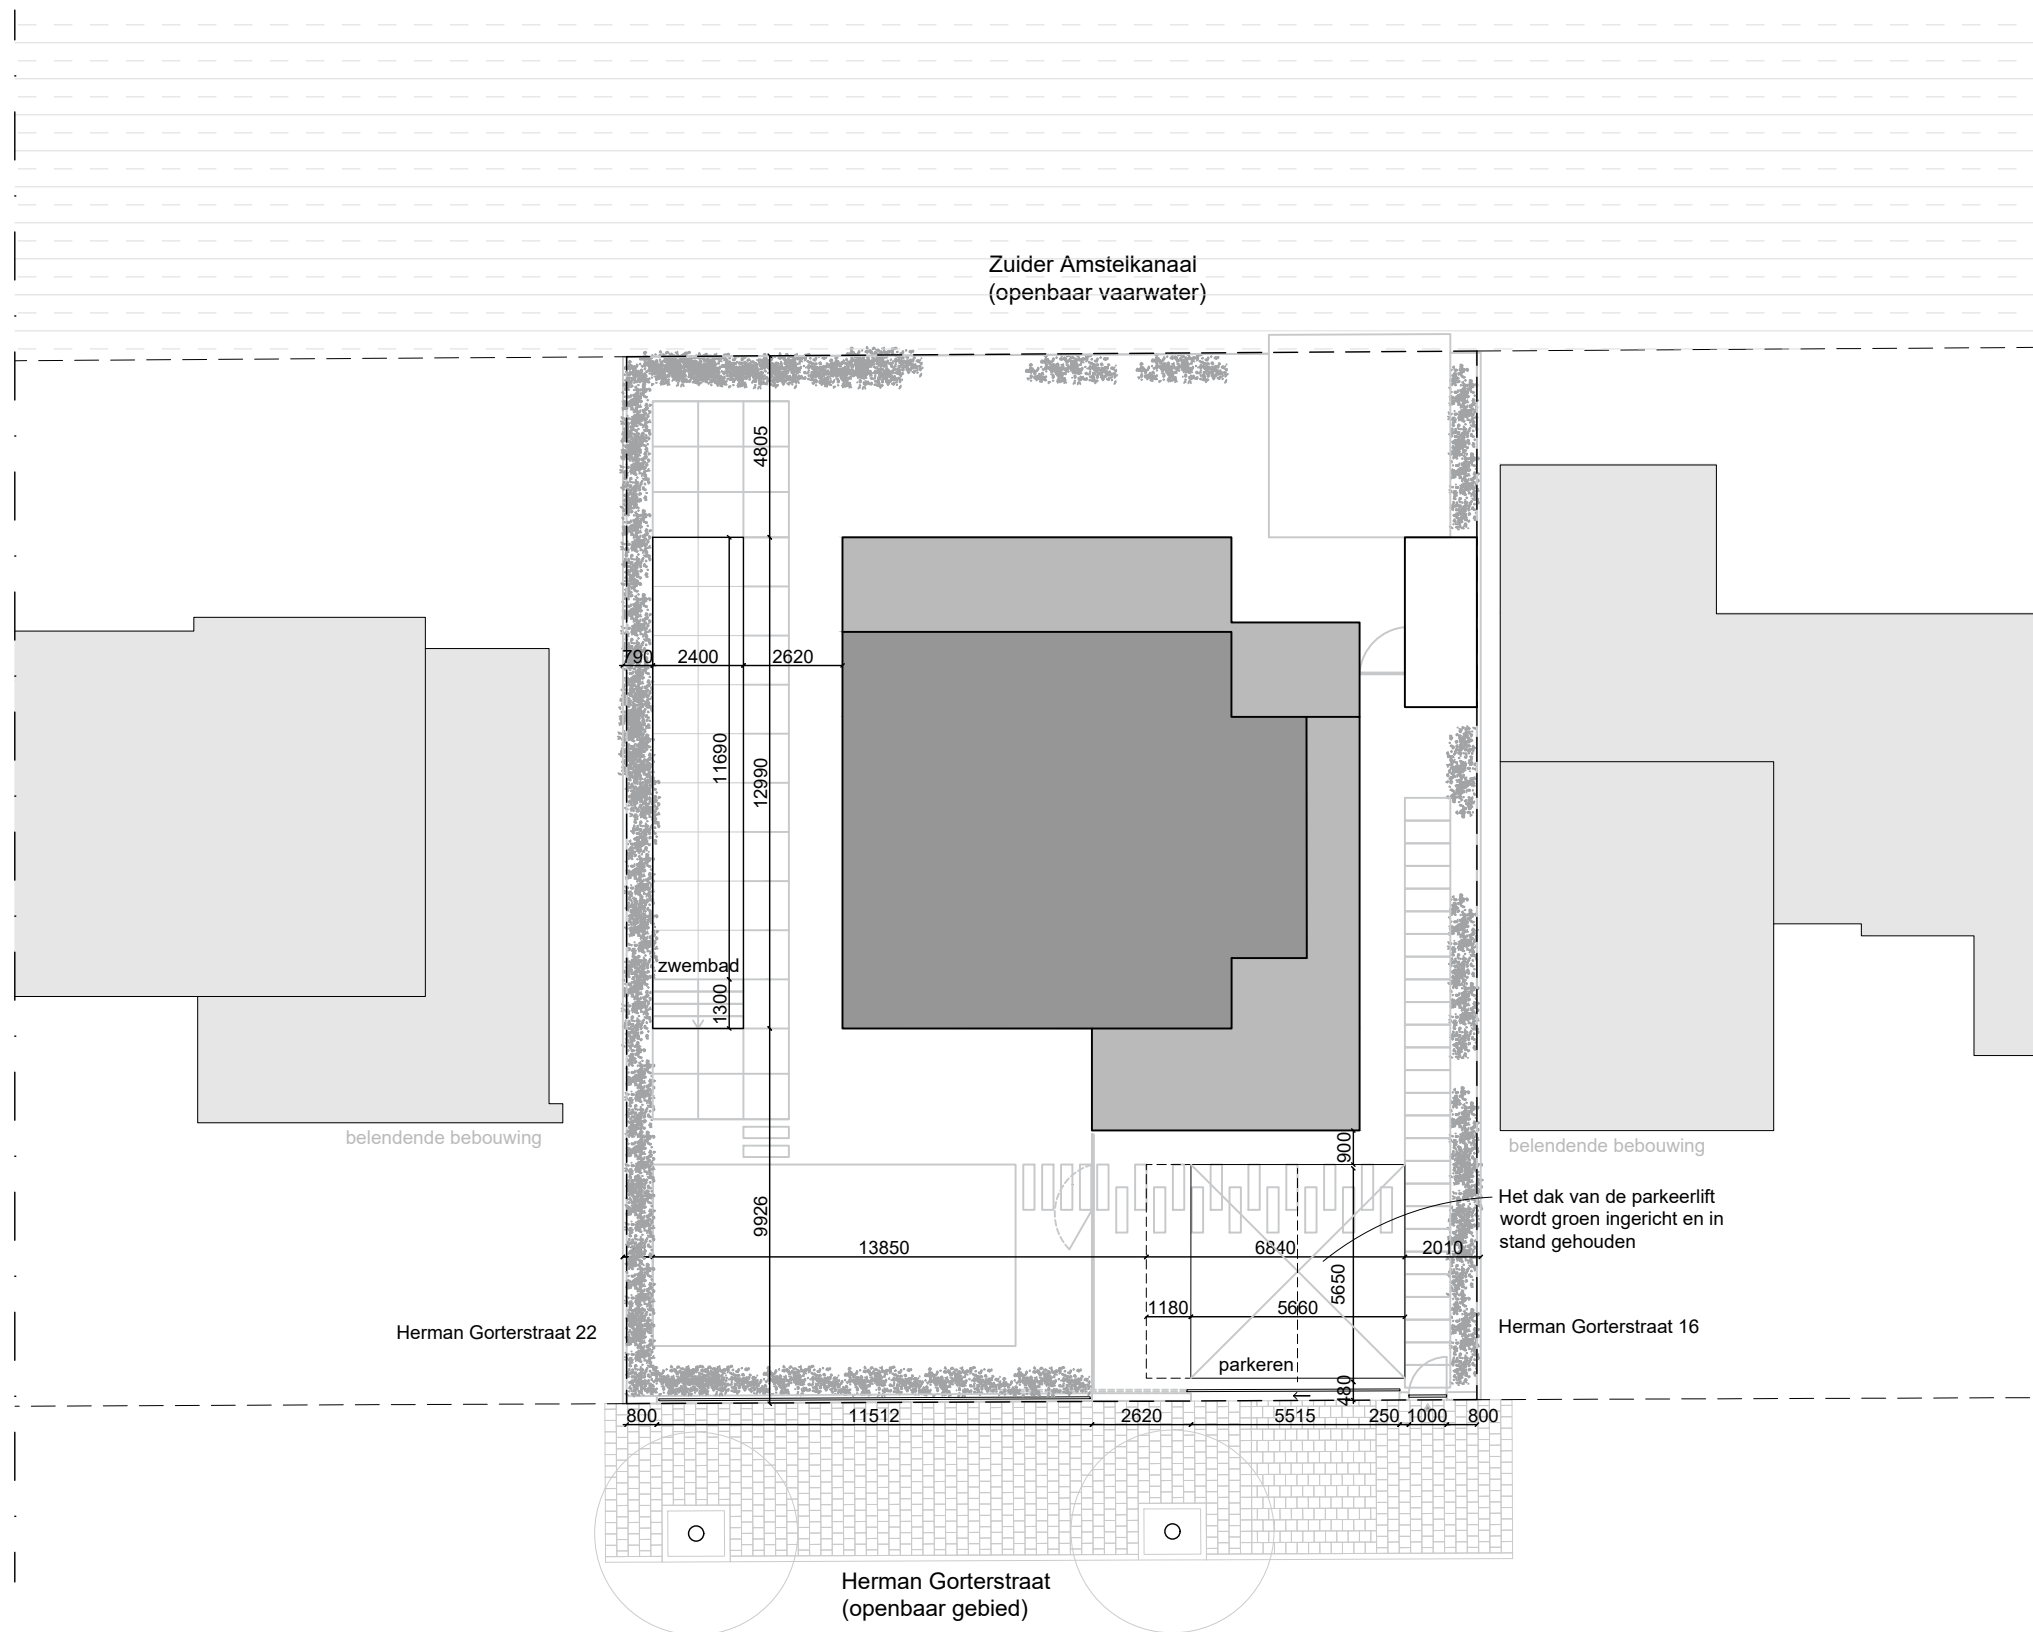 Zuider Amstelkanaal
(openbaar vaarwater)
4805
790 2400 2620
11690
12990
zwembad
1300
belendende bebouwing
belendende bebouwing
900
Het dak van de parkeerlift
wordt groen ingericht en in
stand gehouden
9926
13850 6840 2010
5650
1180 5660
Herman Gorterstraat 22
Herman Gorterstraat 16
parkeren
480
800 11512 2620 5515 250 1000 800
Herman Gorterstraat
(openbaar gebied)